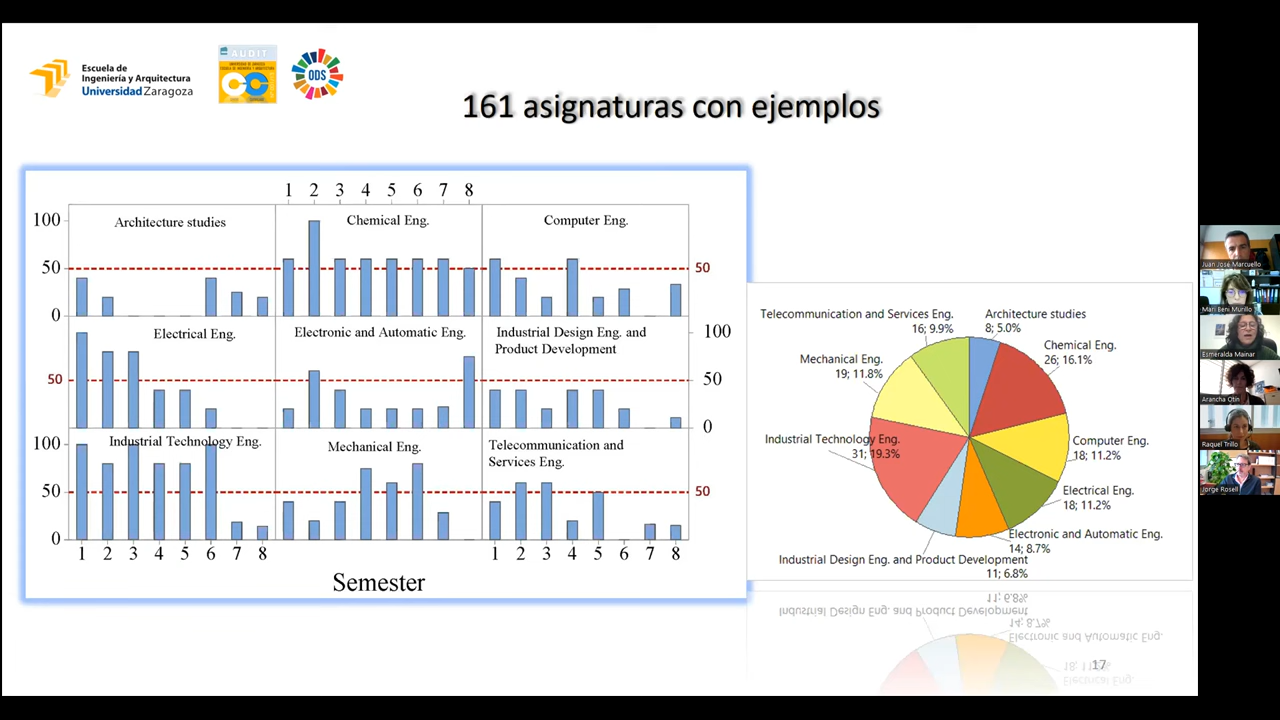 Escuela de
Ingeniería y Arquitectura
Universidad Zaragoza
AUDIT
ODS
161 asignaturas con ejemplos
1 2 3 4 5 6 7 8
100
50
0
Architecture studies
Chemical Eng.
Computer Eng.
50
50
Electrical Eng.
Electronic and Automatic Eng.
Industrial Design Eng. and
Product Development
100
50
0
100
50
0
Industrial Technology Eng.
Mechanical Eng.
Telecommunication and
Services Eng.
50
1 2 3 4 5 6 7 8
1 2 3 4 5 6 7 8
Semester
Telecommunication and Services Eng.
16; 9.9%
Architecture studies
8; 5.0%
Chemical Eng.
26; 16.1%
Mechanical Eng.
19; 11.8%
Industrial Technology Eng.
31; 19.3%
Computer Eng.
18; 11.2%
Electrical Eng.
18; 11.2%
Electronic and Automatic Eng.
14; 8.7%
Industrial Design Eng. and Product Development
11; 6.8%
17
Juan José Marcuello
Mari Beni Murillo
Esmeralda Mainar
Arancha Otín
Raquel Trillo
Jorge Rosell